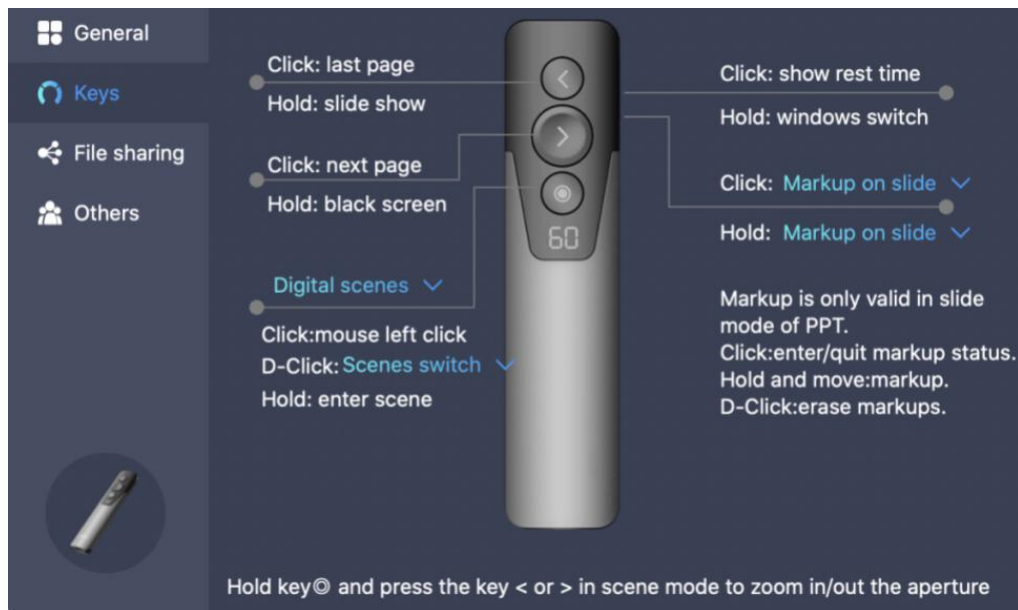 General
Keys
File sharing
Others
Click: last page
Hold: slide show
Click: next page
Hold: black screen
Digital scenes
Click:mouse left click
D-Click: Scenes switch
Hold: enter scene
60
Click: show rest time
Hold: windows switch
Click: Markup on slide
Hold: Markup on slide
Markup is only valid in slide
mode of PPT.
Click:enter/quit markup status.
Hold and move:markup.
D-Click:erase markups.
Hold key◎ and press the key < or > in scene mode to zoom in/out the aperture